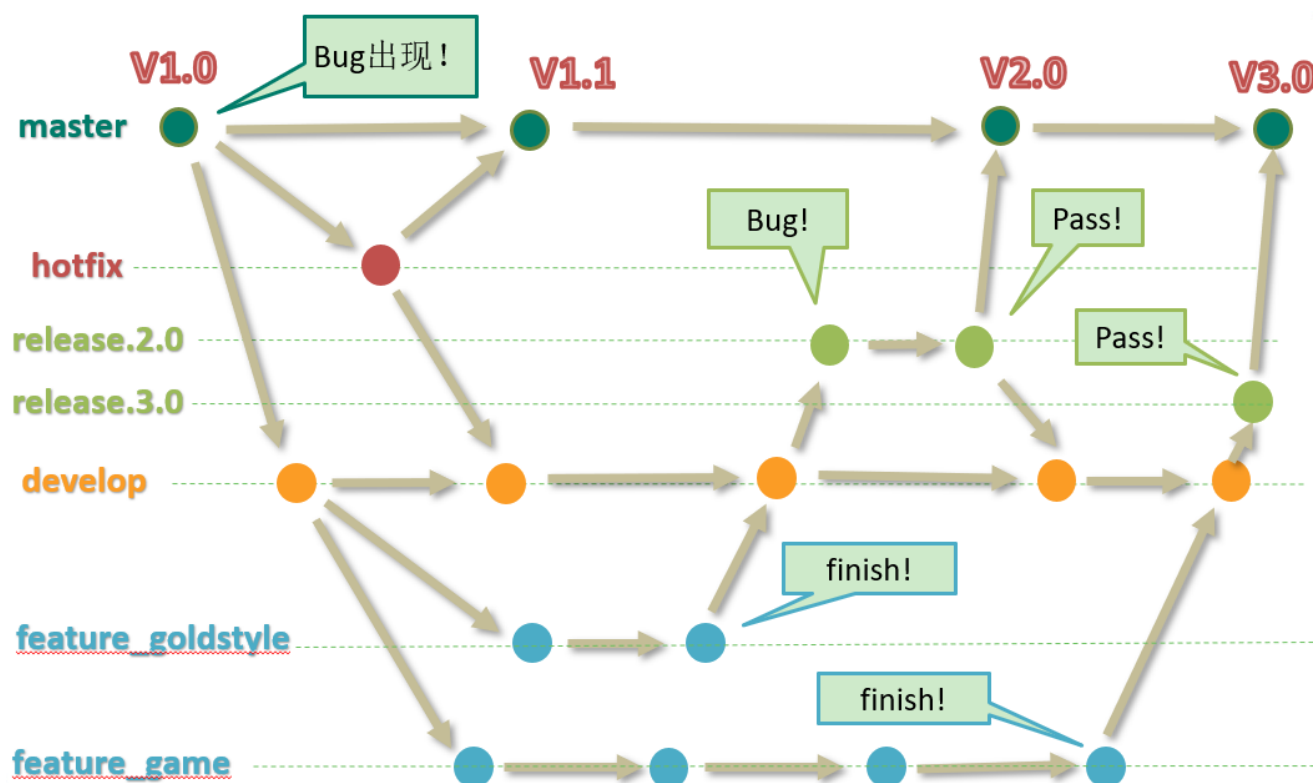 V1.0
Bug出现！
V1.1
V2.0
V3.0
master
Bug!
Pass!
hotfix
release.2.0
Pass!
release.3.0
develop
finish!
feature_goldstyle
finish!
feature_game